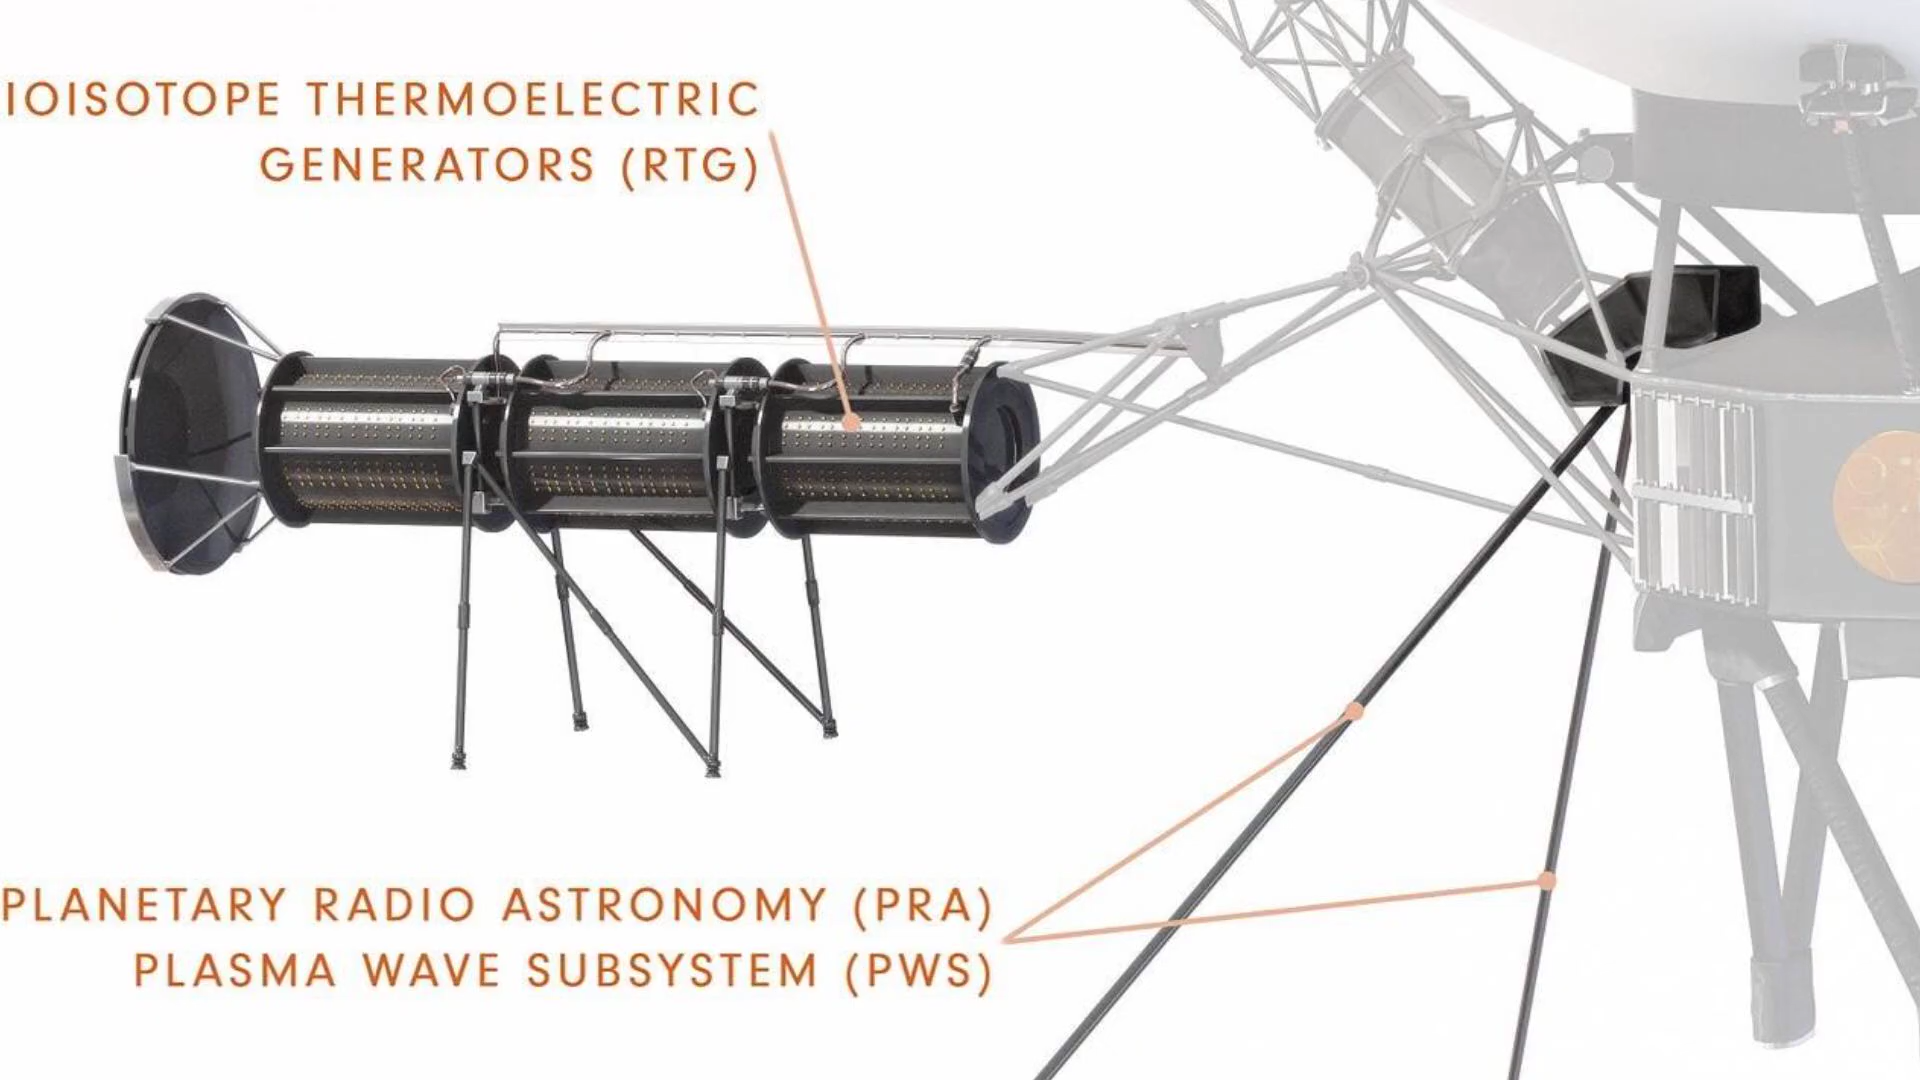 IOISOTOPE THERMOELECTRIC
GENERATORS (RTG)
PLANETARY RADIO ASTRONOMY (PRA)
PLASMA WAVE SUBSYSTEM (PWS)